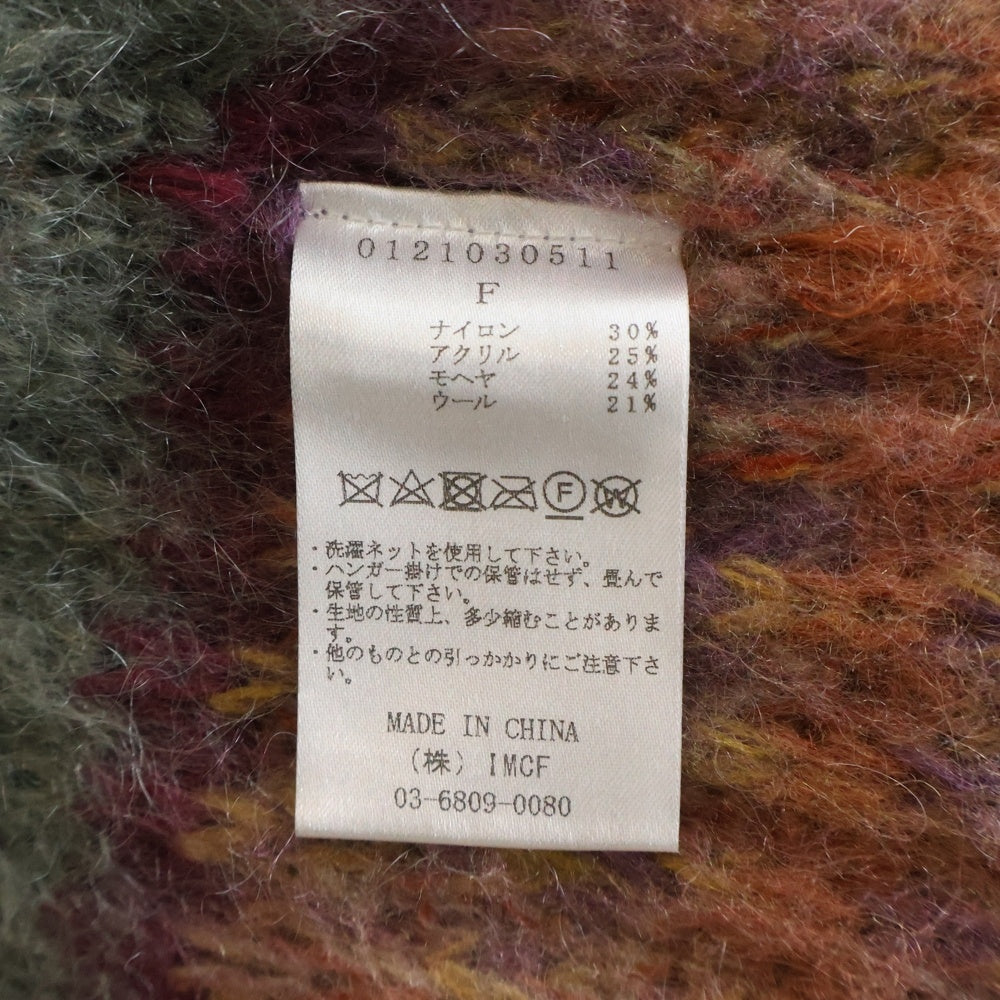 0121030511
F
ナイロン 30%
アクリル 25%
モヘヤ 24%
ウール 21%
F W
・洗濯ネットを使用して下さい。
・ハンガー掛けでの保管はせず、畳んで
保管して下さい。
・生地の性質上、多少縮むことがありま
す。
・他のものとの引っかかりにご注意下さ
い。
MADE IN CHINA
(株) IMCF
03-6809-0080